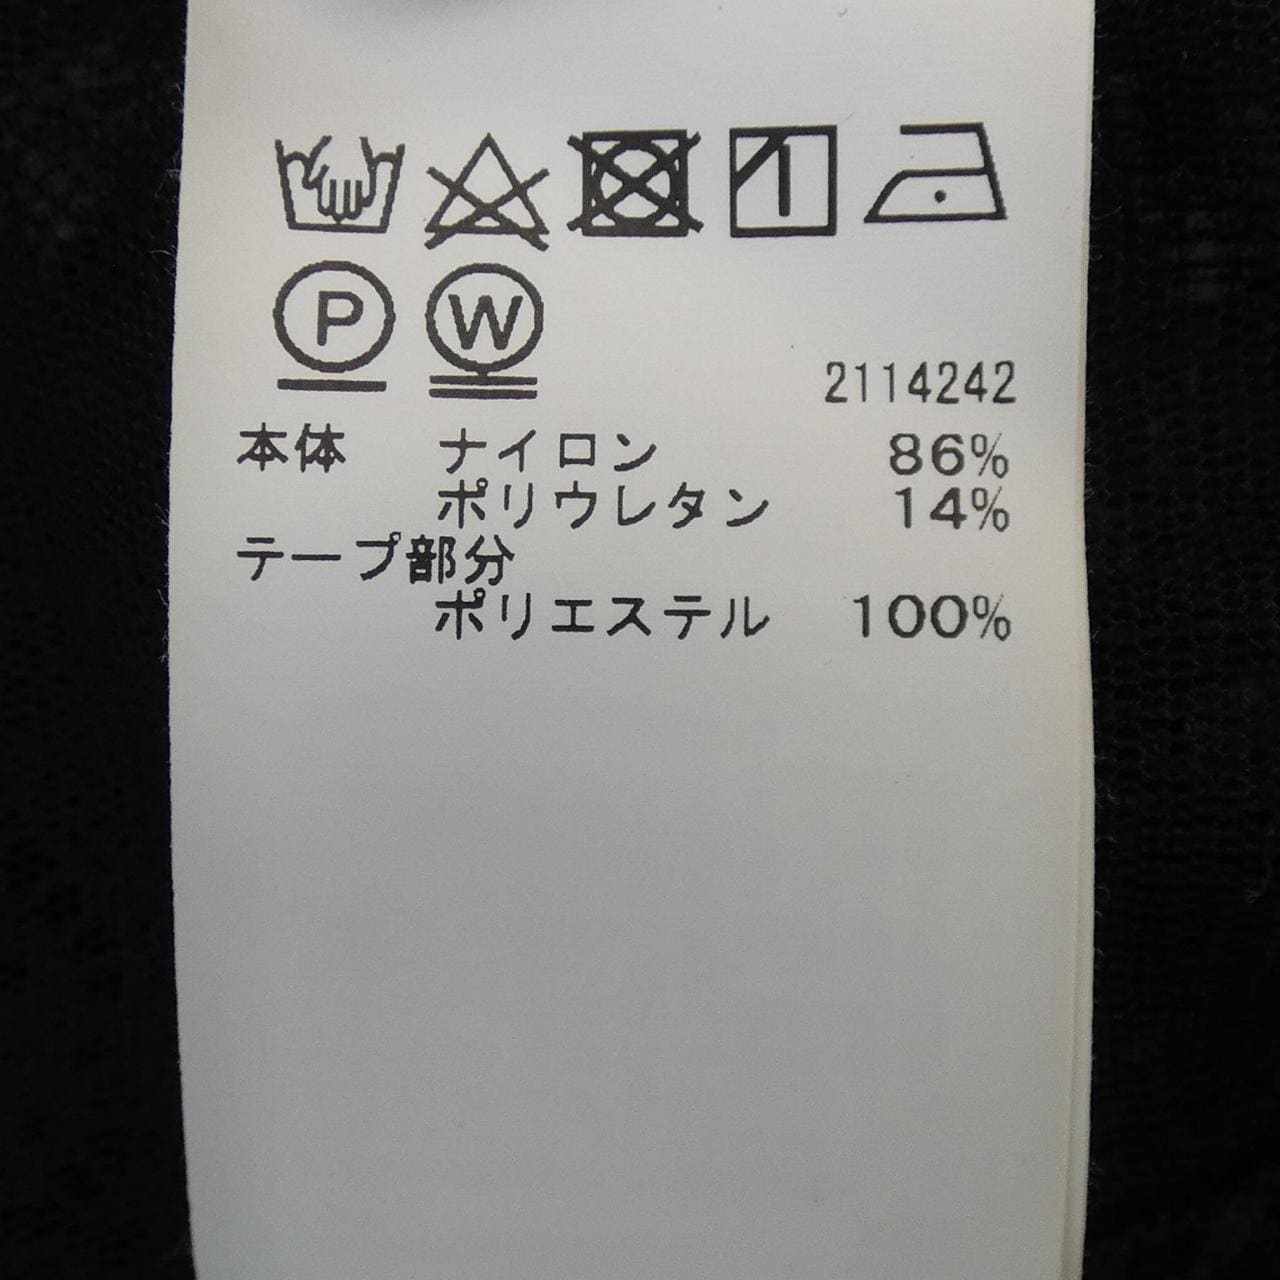 P W
2114242
本体 ナイロン 86%
ポリウレタン 14%
テープ部分
ポリエステル 100%